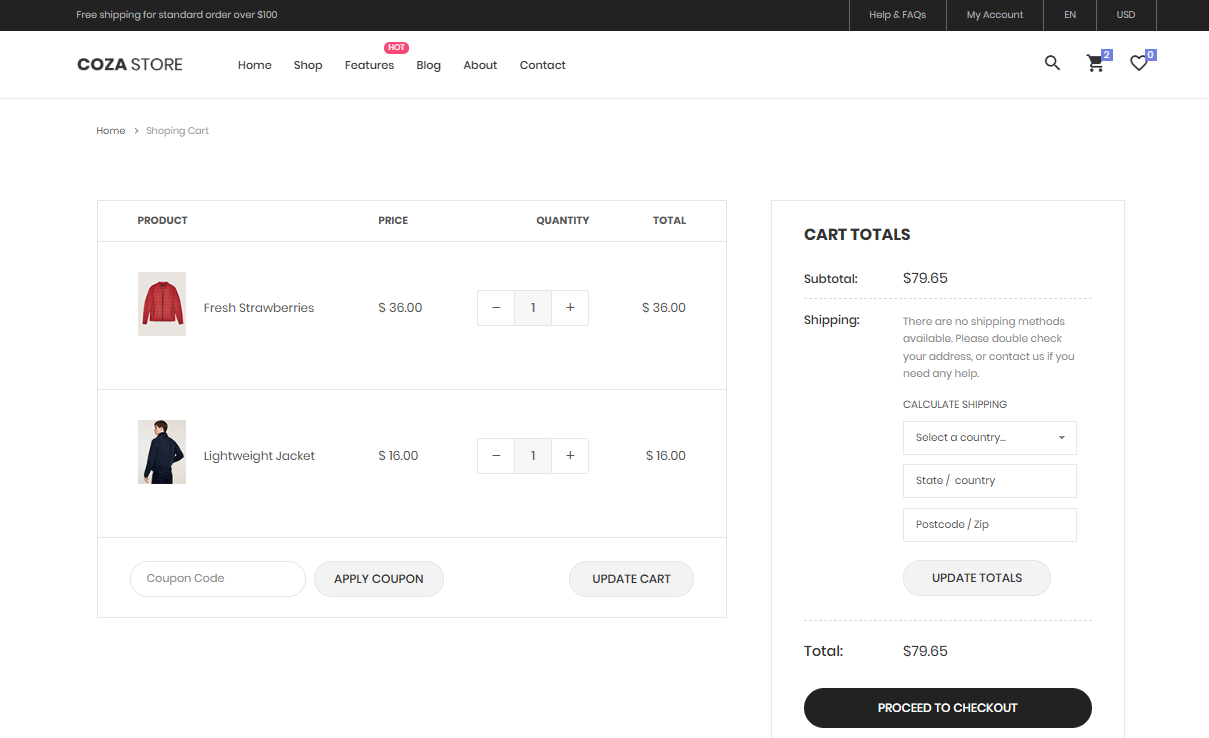 Free shipping for standard order over $100
Help & FAQs
My Account
EN
USD
COZA STORE
Home
Shop
Features
HOT
Blog
About
Contact
2
0
Home > Shoping Cart
PRODUCT PRICE QUANTITY TOTAL
Fresh Strawberries $ 36.00 − 1 + $ 36.00
Lightweight Jacket $ 16.00 − 1 + $ 16.00
Coupon Code
APPLY COUPON
UPDATE CART
CART TOTALS
Subtotal: $79.65
Shipping:
There are no shipping methods
available. Please double check
your address, or contact us if you
need any help.
CALCULATE SHIPPING
Select a country...
State / country
Postcode / Zip
UPDATE TOTALS
Total: $79.65
PROCEED TO CHECKOUT